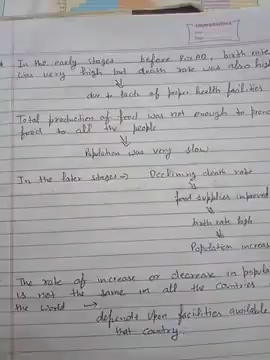 In the early stages before 1600 AD, birth rate
was very high but death rate was also high
due to lack of proper health facilities
Total production of food was not enough to
food to all the people
Population was very slow
In the later stages → Declining death rate
food supplies improved
birth rate high
Population increase
The rate of increase or decrease in
is not the same in all the countries
the world → depends upon facilities available
that country.